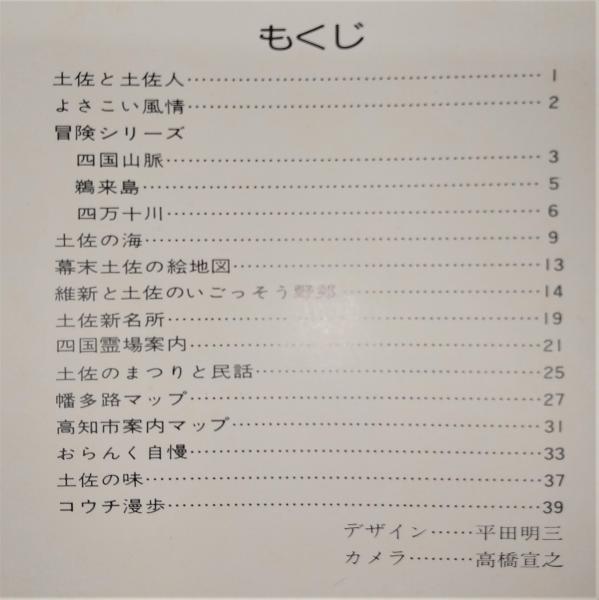 もくじ
土佐と土佐人……………………………………1
よさこい風情……………………………………2
冒険シリーズ
四国山脈……………………………………3
鵜来島……………………………………5
四万十川……………………………………6
土佐の海……………………………………9
幕末土佐の絵地図……………………………………13
維新と土佐のいごっそう野郎……………………………………14
土佐新名所……………………………………19
四国霊場案内……………………………………21
土佐のまつりと民話……………………………………25
幡多路マップ……………………………………27
高知市案内マップ……………………………………31
おらんく自慢……………………………………33
土佐の味……………………………………37
コウチ漫歩……………………………………39
デザイン……平田明三
カメラ………高橋宣之